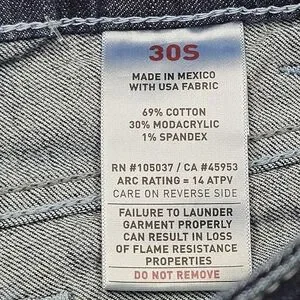 30S
MADE IN MEXICO
WITH USA FABRIC
69% COTTON
30% MODACRYLIC
1% SPANDEX
RN #105037 / CA #45953
ARC RATING = 14 ATPV
CARE ON REVERSE SIDE
FAILURE TO LAUNDER
GARMENT PROPERLY
CAN RESULT IN LOSS
OF FLAME RESISTANCE
PROPERTIES
DO NOT REMOVE